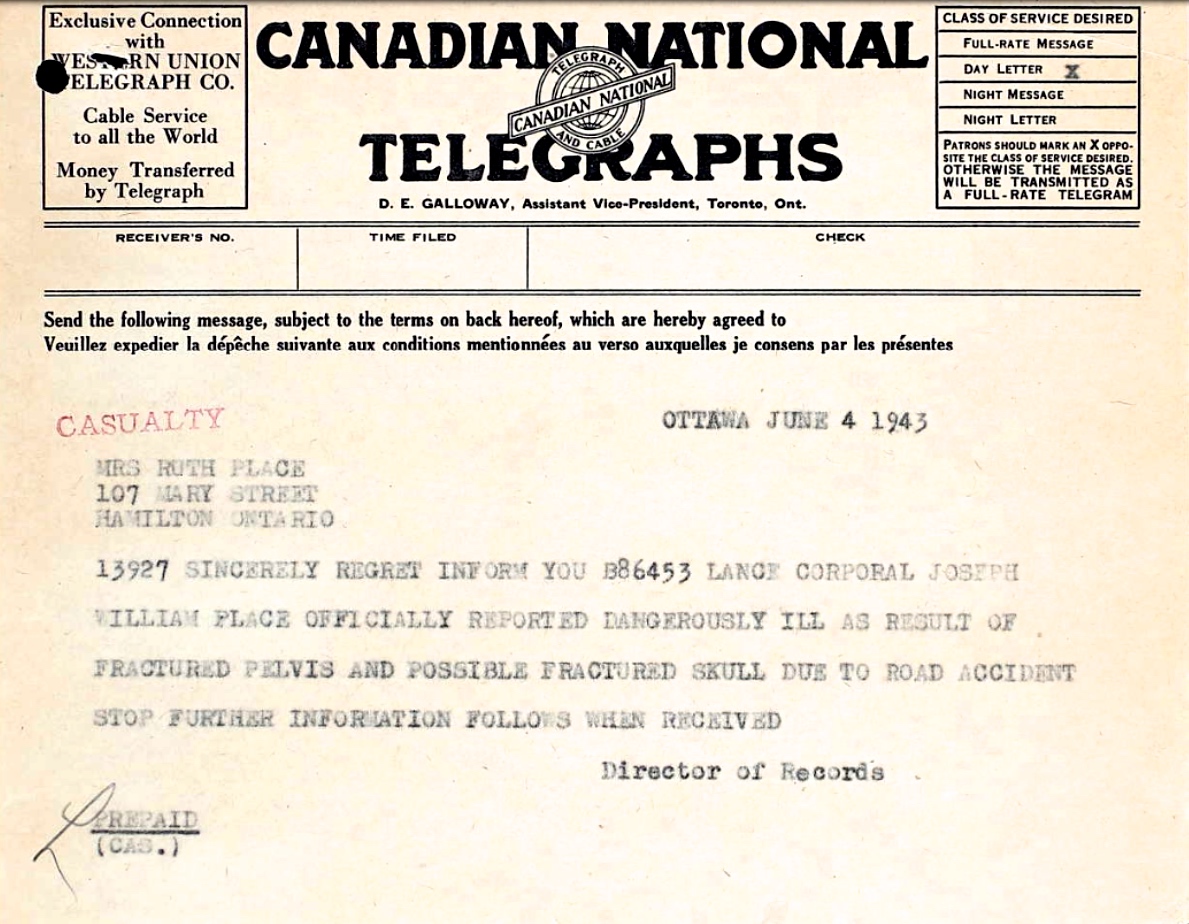 Exclusive Connection
with
WESTERN UNION
TELEGRAPH CO.
Cable Service
to all the World
Money Transferred
by Telegraph
CANADIAN NATIONAL
TELEGRAPH
CANADIAN NATIONAL
AND CABLE
TELEGRAPHS
D. E. GALLOWAY, Assistant Vice-President, Toronto, Ont.
CLASS OF SERVICE DESIRED
FULL-RATE MESSAGE
DAY LETTER X
NIGHT MESSAGE
NIGHT LETTER
PATRONS SHOULD MARK AN X OPPO-
SITE THE CLASS OF SERVICE DESIRED.
OTHERWISE THE MESSAGE
WILL BE TRANSMITTED AS
A FULL-RATE TELEGRAM
RECEIVER'S NO. TIME FILED CHECK
Send the following message, subject to the terms on back hereof, which are hereby agreed to
Veuillez expedier la dépêche suivante aux conditions mentionnées au verso auxquelles je consens par les présentes
CASUALTY
OTTAWA JUNE 4 1943
MRS RUTH PLACE
107 MARY STREET
HAMILTON ONTARIO
13927 SINCERELY REGRET INFORM YOU B86453 LANCE CORPORAL JOSEPH
WILLIAM PLACE OFFICIALLY REPORTED DANGEROUSLY ILL AS RESULT OF
FRACTURED PELVIS AND POSSIBLE FRACTURED SKULL DUE TO ROAD ACCIDENT
STOP FURTHER INFORMATION FOLLOWS WHEN RECEIVED
Director of Records
PREPAID
(CAS.)